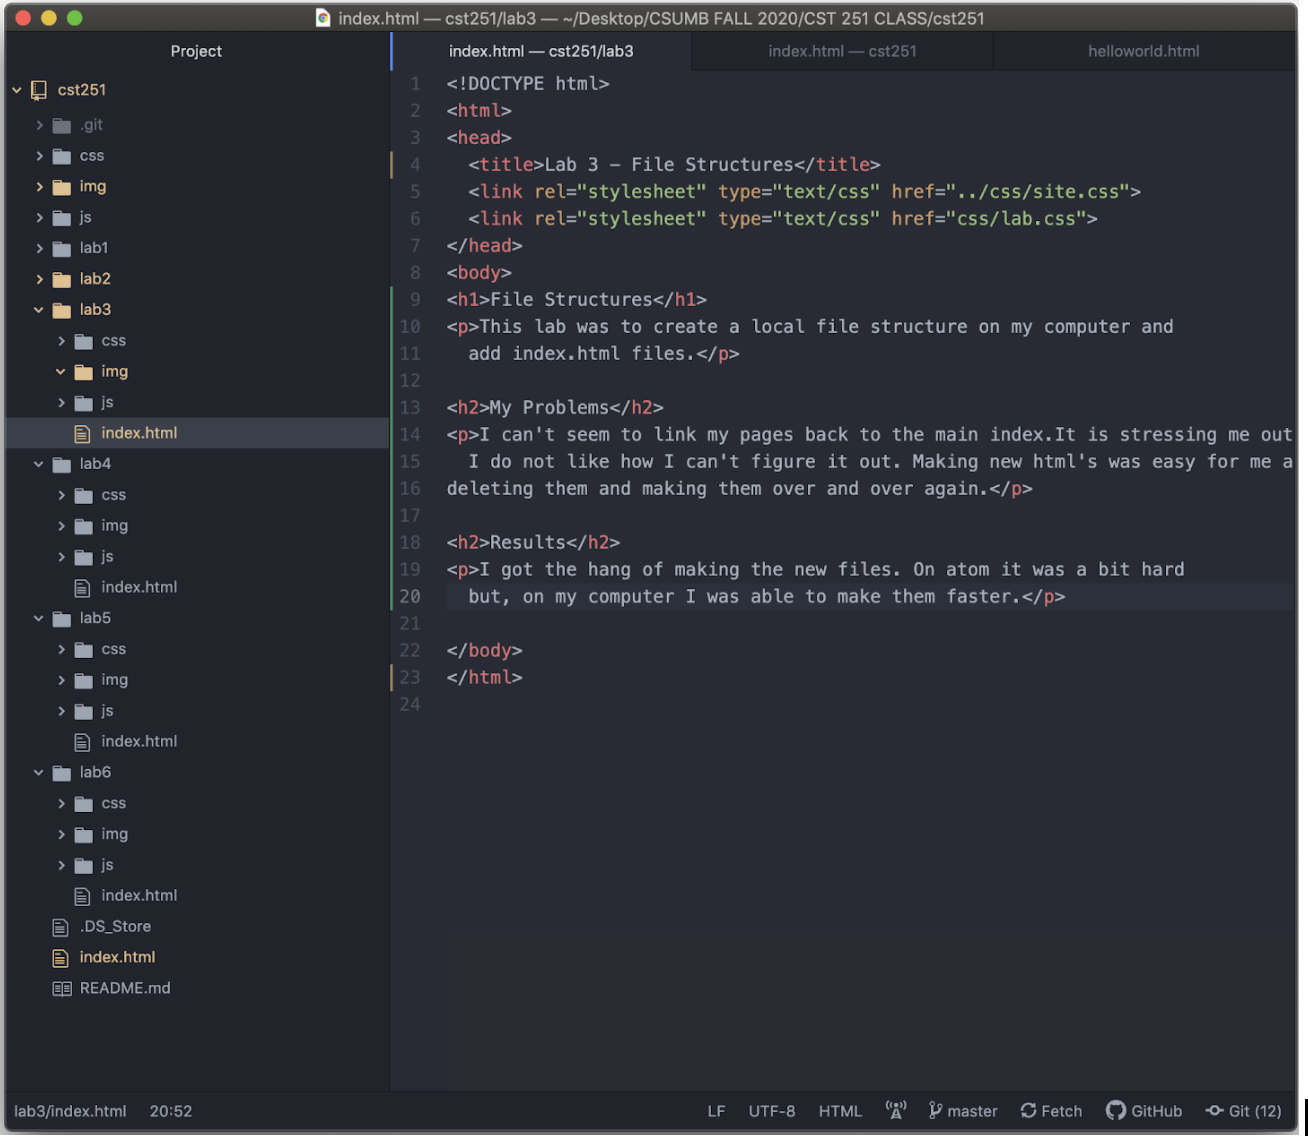 index.html — cst251/lab3 — ~/Desktop/CSUMB FALL 2020/CST 251 CLASS/cst251
Project
cst251
.git
css
img
js
lab1
lab2
lab3
css
img
js
index.html
lab4
css
img
js
index.html
lab5
css
img
js
index.html
lab6
css
img
js
index.html
.DS_Store
index.html
README.md
index.html — cst251/lab3 index.html — cst251 helloworld.html
1 <!DOCTYPE html>
2 <html>
3 <head>
4   <title>Lab 3 – File Structures</title>
5   <link rel="stylesheet" type="text/css" href="../css/site.css">
6   <link rel="stylesheet" type="text/css" href="css/lab.css">
7 </head>
8 <body>
9 <h1>File Structures</h1>
10 <p>This lab was to create a local file structure on my computer and
11   add index.html files.</p>
12
13 <h2>My Problems</h2>
14 <p>I can't seem to link my pages back to the main index.It is stressing me out
15   I do not like how I can't figure it out. Making new html's was easy for me a
16 deleting them and making them over and over again.</p>
17
18 <h2>Results</h2>
19 <p>I got the hang of making the new files. On atom it was a bit hard
20   but, on my computer I was able to make them faster.</p>
21
22 </body>
23 </html>
24
lab3/index.html 20:52 LF UTF-8 HTML master Fetch GitHub Git (12)